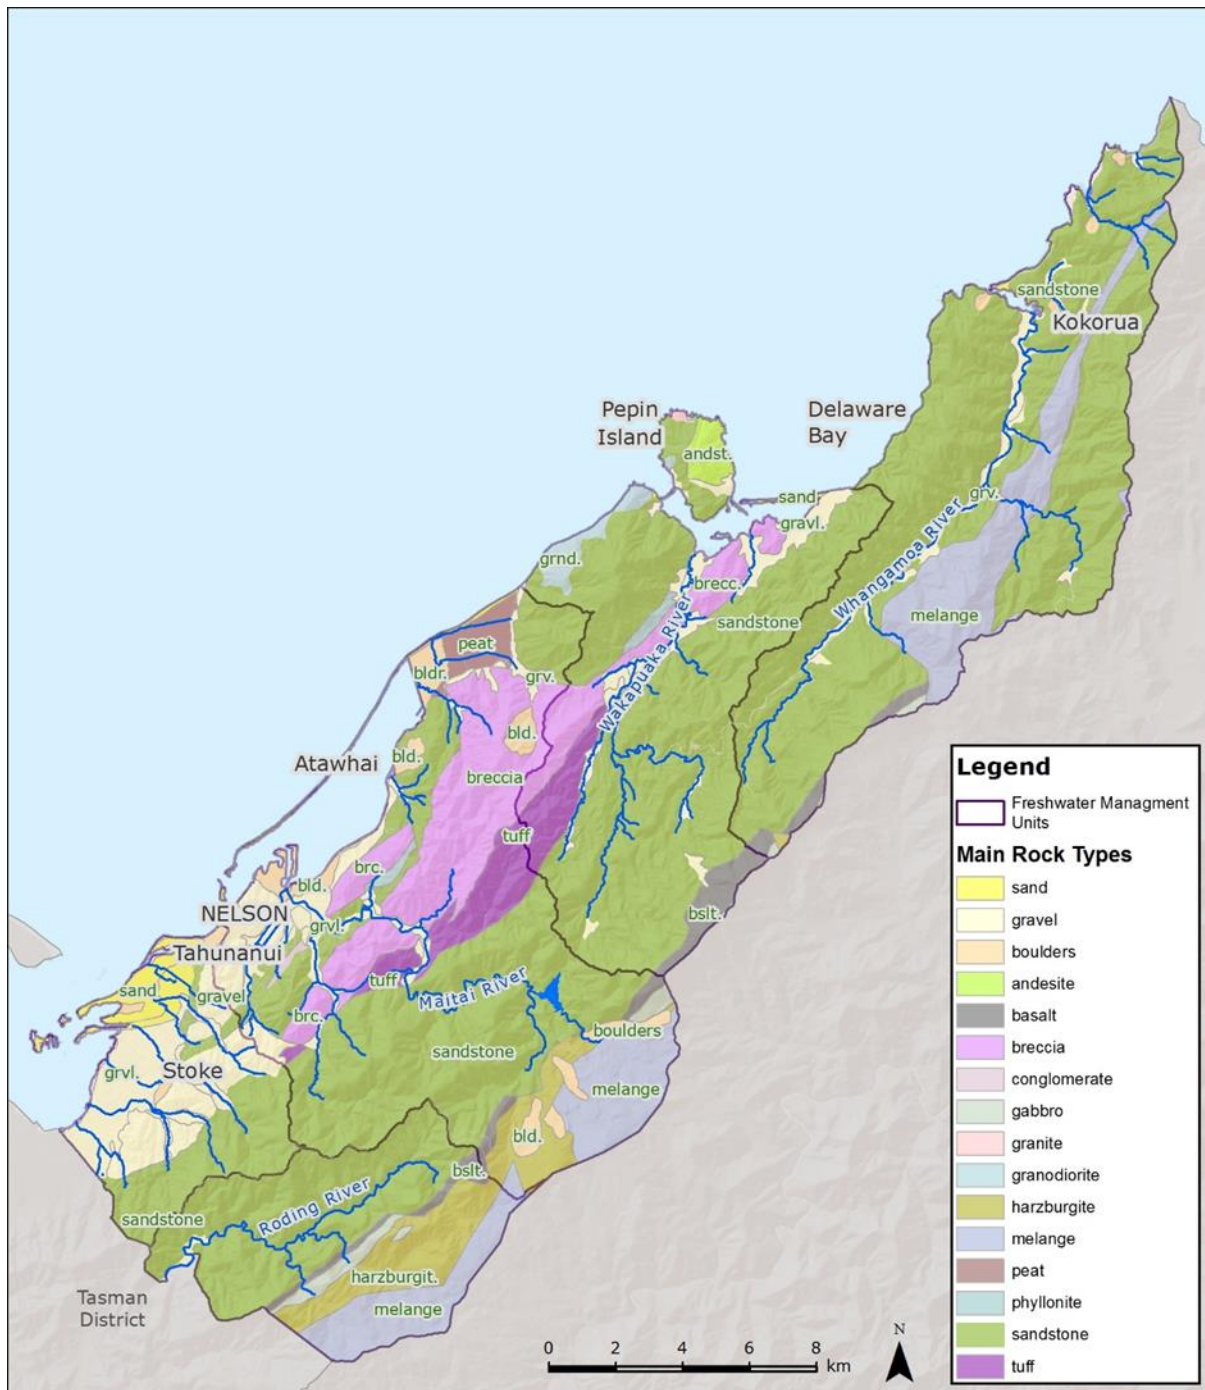 sandstone
Kokorua
Pepin
Island
Delaware
Bay
andst.
sand
grv.
gravl.
grnd.
Whangamoa River
brecc.
melange
sandstone
peat
bldr.
grv.
Wakapuaka River
bld.
bld.
Atawhai
breccia
tuff
brc.
bld.
bslt.
NELSON
grvl.
Tahunanui
tuff
Maitai River
sand
gravel
brc.
boulders
sandstone
grvl.
Stoke
melange
bld.
bslt.
Roding River
sandstone
harzburgit.
melange
Tasman
District
Legend
Freshwater Managment
Units
Main Rock Types
sand
gravel
boulders
andesite
basalt
breccia
conglomerate
gabbro
granite
granodiorite
harzburgite
melange
peat
phyllonite
sandstone
tuff
0 2 4 6 8
km
N